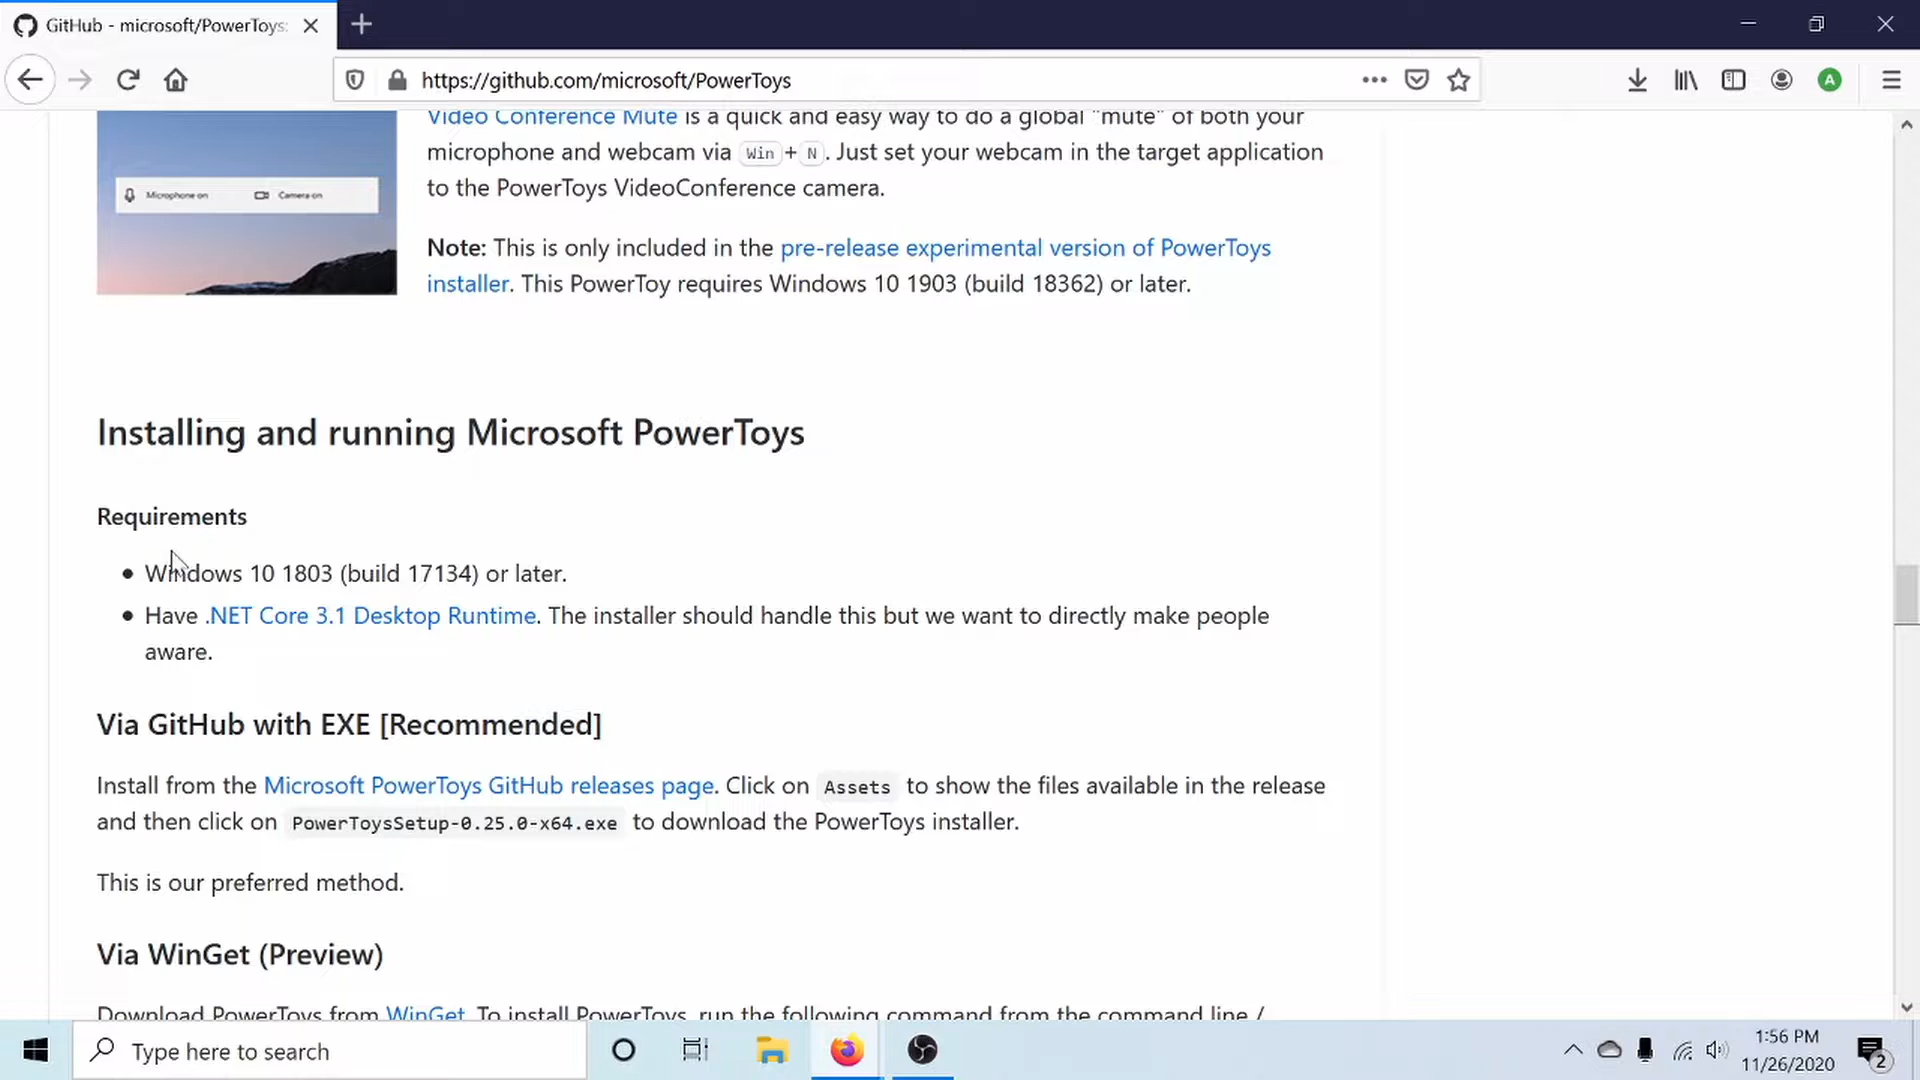 GitHub - microsoft/PowerToys:
https://github.com/microsoft/PowerToys
A
Video Conference Mute is a quick and easy way to do a global "mute" of both your
microphone and webcam via Win + N. Just set your webcam in the target application
to the PowerToys VideoConference camera.
Microphone on Camera on
Note: This is only included in the pre-release experimental version of PowerToys
installer. This PowerToy requires Windows 10 1903 (build 18362) or later.
Installing and running Microsoft PowerToys
Requirements
Windows 10 1803 (build 17134) or later.
Have .NET Core 3.1 Desktop Runtime. The installer should handle this but we want to directly make people
aware.
Via GitHub with EXE [Recommended]
Install from the Microsoft PowerToys GitHub releases page. Click on Assets to show the files available in the release
and then click on PowerToysSetup-0.25.0-x64.exe to download the PowerToys installer.
This is our preferred method.
Via WinGet (Preview)
Download PowerToys from WinGet. To install PowerToys, run the following command from the command line /
Type here to search
1:56 PM
11/26/2020
2